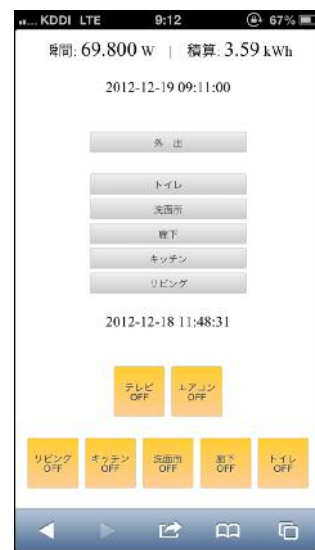 KDDI LTE 9:12 67%
瞬間: 69.800 W | 積算: 3.59 kWh
2012-12-19 09:11:00
外 出
トイレ
洗面所
廊下
キッチン
リビング
2012-12-18 11:48:31
テレビ OFF エアコン OFF
リビング OFF キッチン OFF 洗面所 OFF 廊下 OFF トイレ OFF